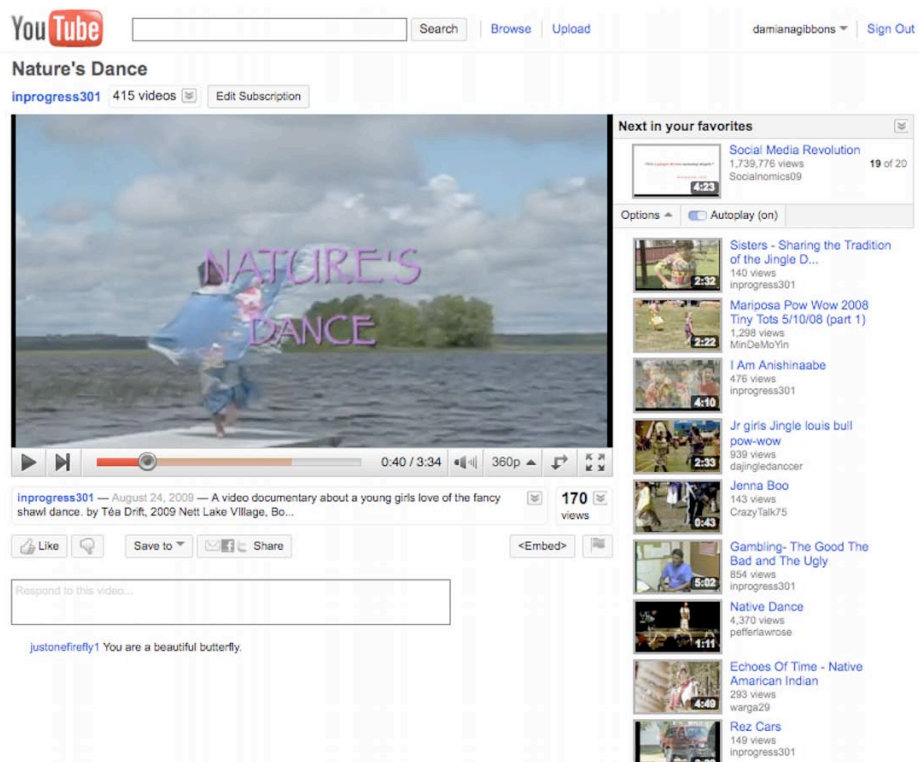 YouTube
Search
Browse
Upload
damianagibbons
Sign Out
Nature's Dance
inprogress301
415 videos
Edit Subscription
NATURE'S
DANCE
0:40 / 3:34
360p
inprogress301 — August 24, 2009 — A video documentary about a young girls love of the fancy
shawl dance. by Téa Drift, 2009 Nett Lake VIllage, Bo...
170
views
Like
Save to
Share
<Embed>
Respond to this video...
justonefirefly1 You are a beautiful butterfly.
Next in your favorites
Social Media Revolution
1,739,776 views
Socialnomics09
19 of 20
4:23
Options
Autoplay (on)
Sisters - Sharing the Tradition
of the Jingle D...
140 views
inprogress301
2:32
Mariposa Pow Wow 2008
Tiny Tots 5/10/08 (part 1)
1,298 views
MinDeMoYin
2:22
I Am Anishinaabe
476 views
inprogress301
4:10
Jr girls Jingle louis bull
pow-wow
939 views
dajingledanccer
2:33
Jenna Boo
143 views
CrazyTalk75
0:43
Gambling- The Good The
Bad and The Ugly
854 views
inprogress301
5:02
Native Dance
4,370 views
pefferlawrose
1:11
Echoes Of Time - Native
Amarican Indian
293 views
warga29
4:49
Rez Cars
149 views
inprogress301